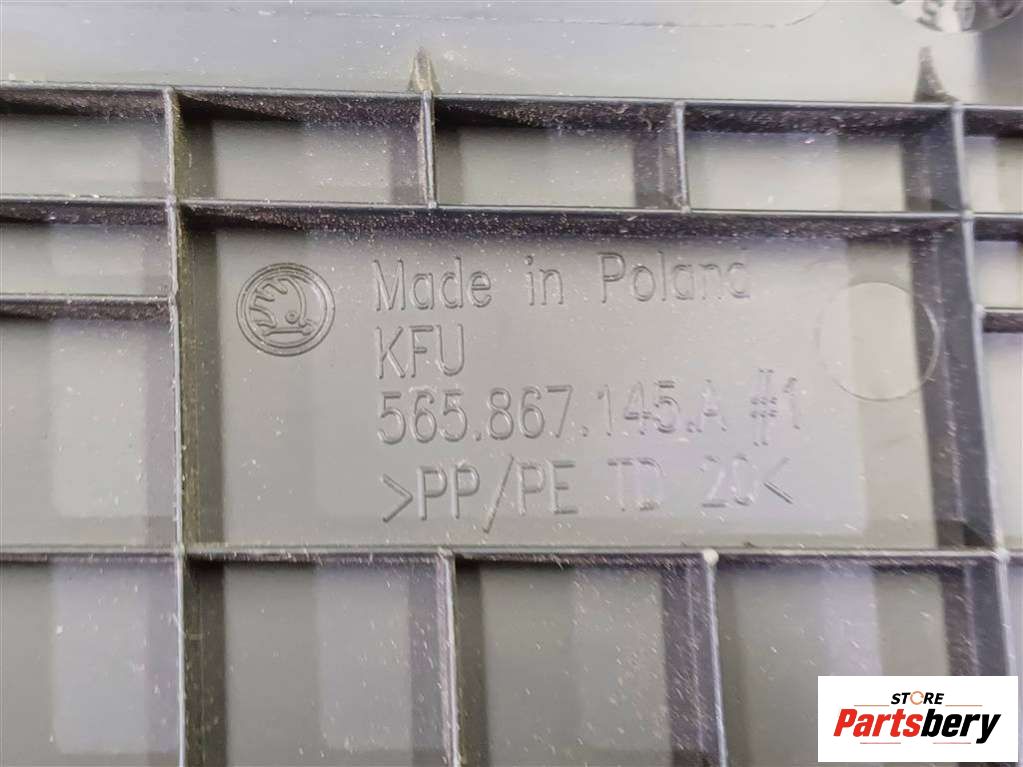 Made in Poland
KFU
565.867.145.A #1
>PP/PE TD 20<
STORE
Partsbery